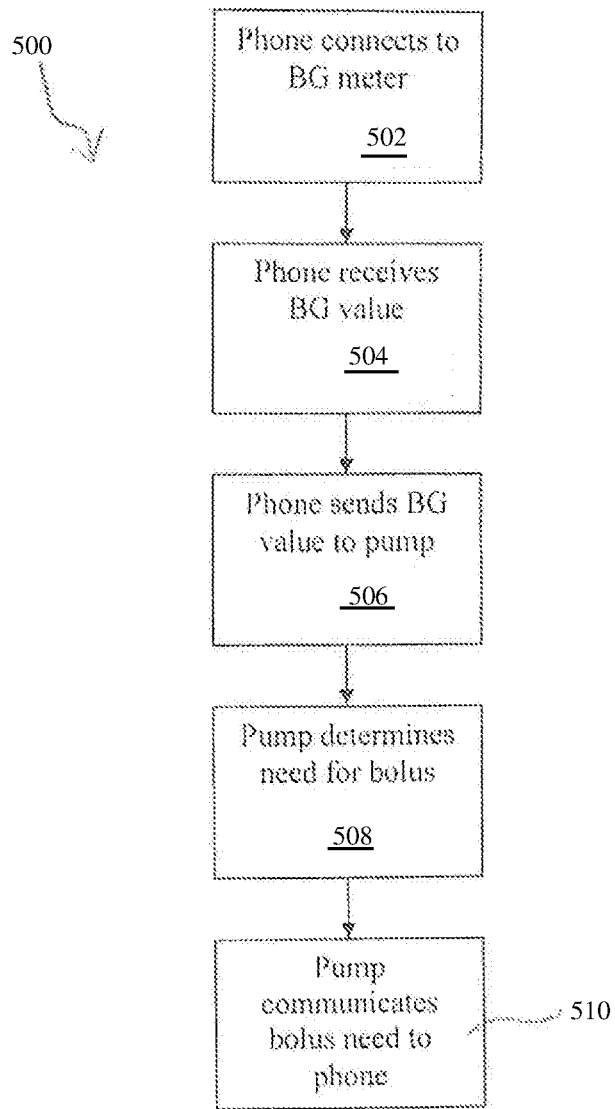 500
Phone connects to
BG meter
502
Phone receives
BG value
504
Phone sends BG
value to pump
506
Pump determines
need for bolus
508
Pump
communicates
bolus need to
phone
510